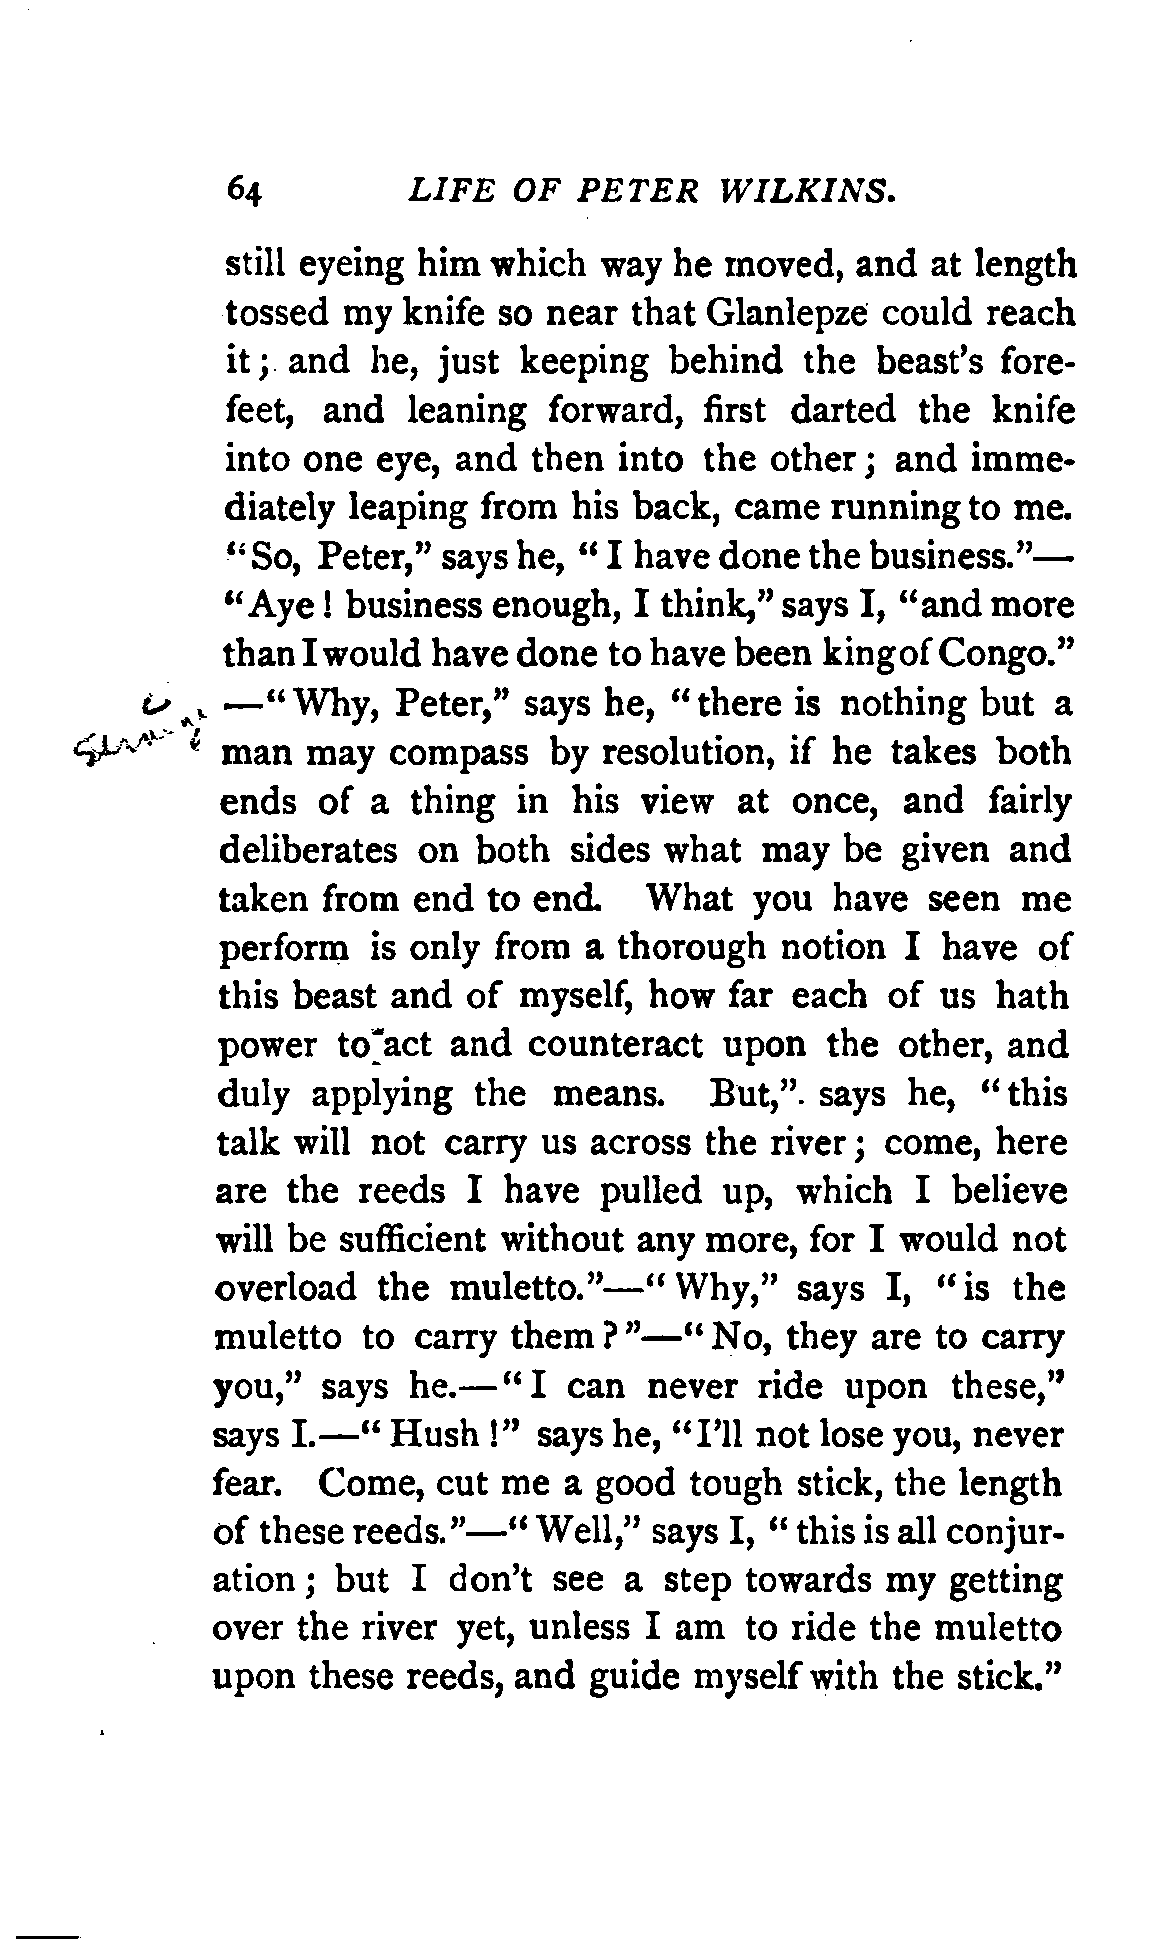 64 LIFE OF PETER WILKINS.
still eyeing him which way he moved, and at length
tossed my knife so near that Glanlepze could reach
it; and he, just keeping behind the beast's fore-
feet, and leaning forward, first darted the knife
into one eye, and then into the other; and imme-
diately leaping from his back, came running to me.
"So, Peter," says he, "I have done the business."—
"Aye! business enough, I think," says I, "and more
than I would have done to have been king of Congo."
—"Why, Peter," says he, "there is nothing but a
man may compass by resolution, if he takes both
ends of a thing in his view at once, and fairly
deliberates on both sides what may be given and
taken from end to end. What you have seen me
perform is only from a thorough notion I have of
this beast and of myself, how far each of us hath
power to act and counteract upon the other, and
duly applying the means. But," says he, "this
talk will not carry us across the river; come, here
are the reeds I have pulled up, which I believe
will be sufficient without any more, for I would not
overload the muletto."—"Why," says I, "is the
muletto to carry them?"—"No, they are to carry
you," says he.—"I can never ride upon these,"
says I.—"Hush!" says he, "I'll not lose you, never
fear. Come, cut me a good tough stick, the length
of these reeds."—"Well," says I, "this is all conjur-
ation; but I don't see a step towards my getting
over the river yet, unless I am to ride the muletto
upon these reeds, and guide myself with the stick."